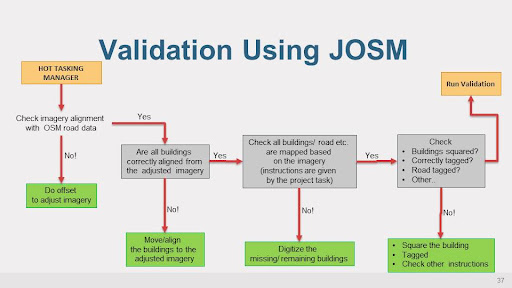 Validation Using JOSM
HOT TASKING
MANAGER
Run Validation
Check imagery alignment
with OSM road data
Yes
No!
Do offset
to adjust imagery
Are all buildings
correctly aligned from
the adjusted imagery
Yes
No!
Move/align
the buildings to the
adjusted imagery
Check all buildings/ road etc.
are mapped based
on the imagery
(instructions are given
by the project task)
Yes
No!
Digitize the
missing/ remaining buildings
Check
• Buildings squared?
• Correctly tagged?
• Road tagged?
• Other...
No!
• Square the building
• Tagged
• Check other instructions
37